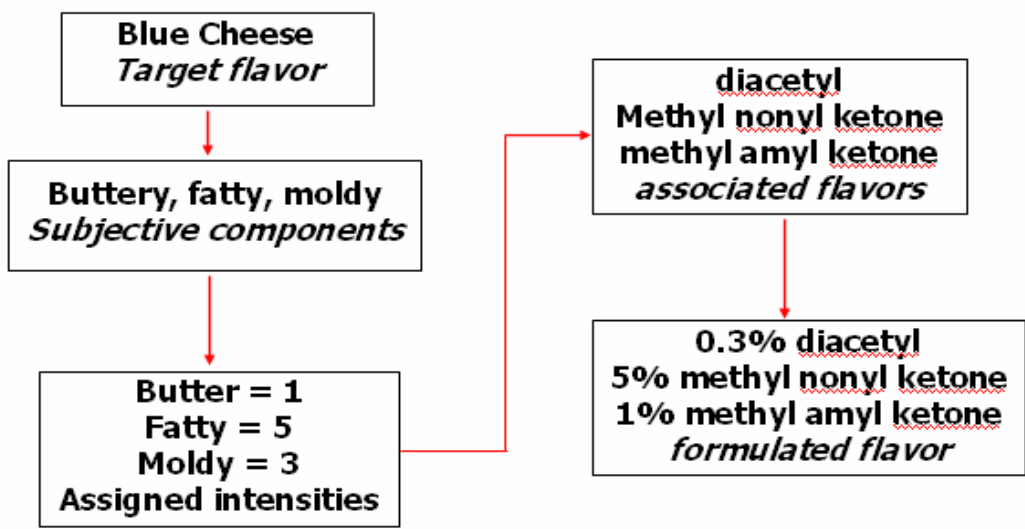 Blue Cheese
Target flavor
Buttery, fatty, moldy
Subjective components
Butter = 1
Fatty = 5
Moldy = 3
Assigned intensities
diacetyl
Methyl nonyl ketone
methyl amyl ketone
associated flavors
0.3% diacetyl
5% methyl nonyl ketone
1% methyl amyl ketone
formulated flavor